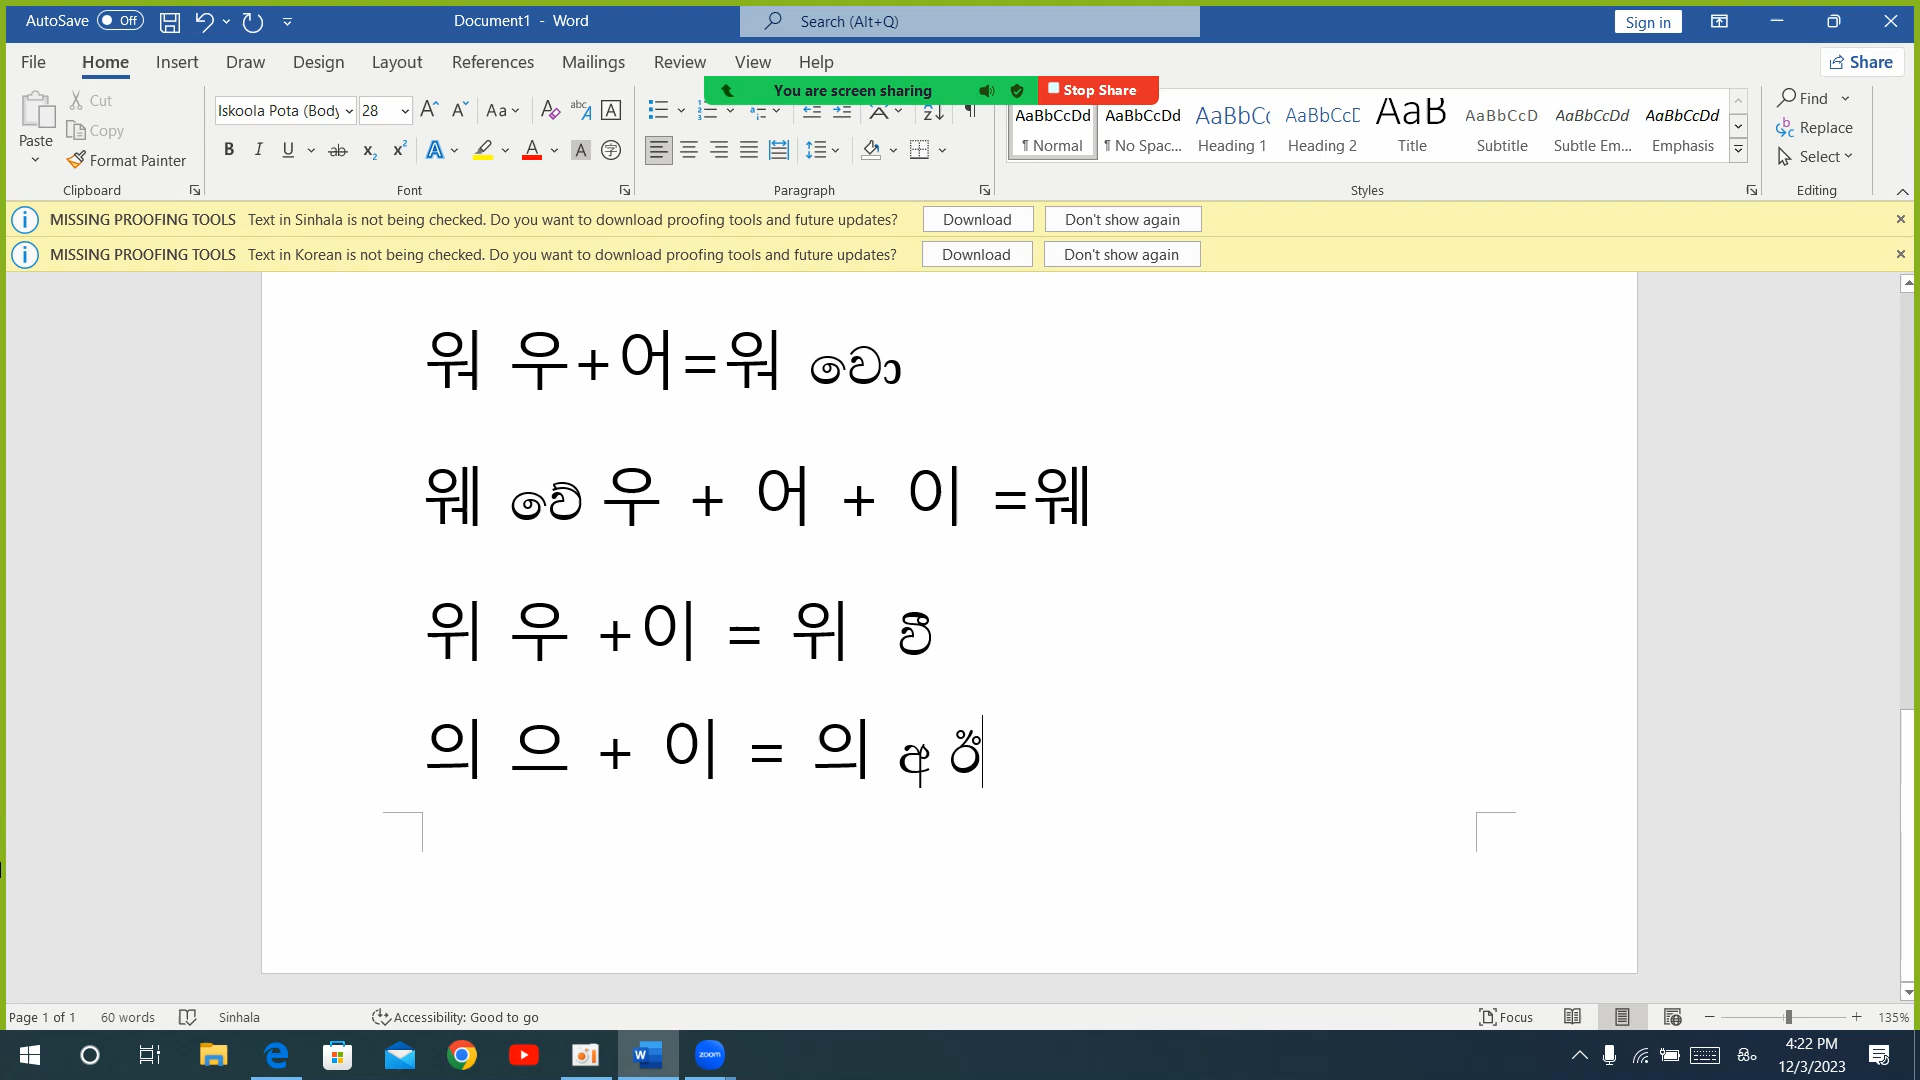 AutoSave Off Document1 - Word Search (Alt+Q) Sign in
File Home Insert Draw Design Layout References Mailings Review View Help Share
You are screen sharing Stop Share
Paste Cut Copy Format Painter Clipboard
Iskoola Pota (Body 28 Font
Paragraph
AaBbCcDd AaBbCcDd AaBbCc AaBbCcD AaB AaBbCcD AaBbCcDd AaBbCcDd
¶ Normal ¶ No Spac... Heading 1 Heading 2 Title Subtitle Subtle Em... Emphasis
Styles
Find Replace Select Editing
MISSING PROOFING TOOLS Text in Sinhala is not being checked. Do you want to download proofing tools and future updates? Download Don't show again
MISSING PROOFING TOOLS Text in Korean is not being checked. Do you want to download proofing tools and future updates? Download Don't show again
워 우+어=워 වො
웨 වේ 우 + 어 + 이 =웨
위 우 +이 = 위 වී
의 으 + 이 = 의 අ ඊ
Page 1 of 1 60 words Sinhala Accessibility: Good to go Focus 135%
zoom
4:22 PM
12/3/2023